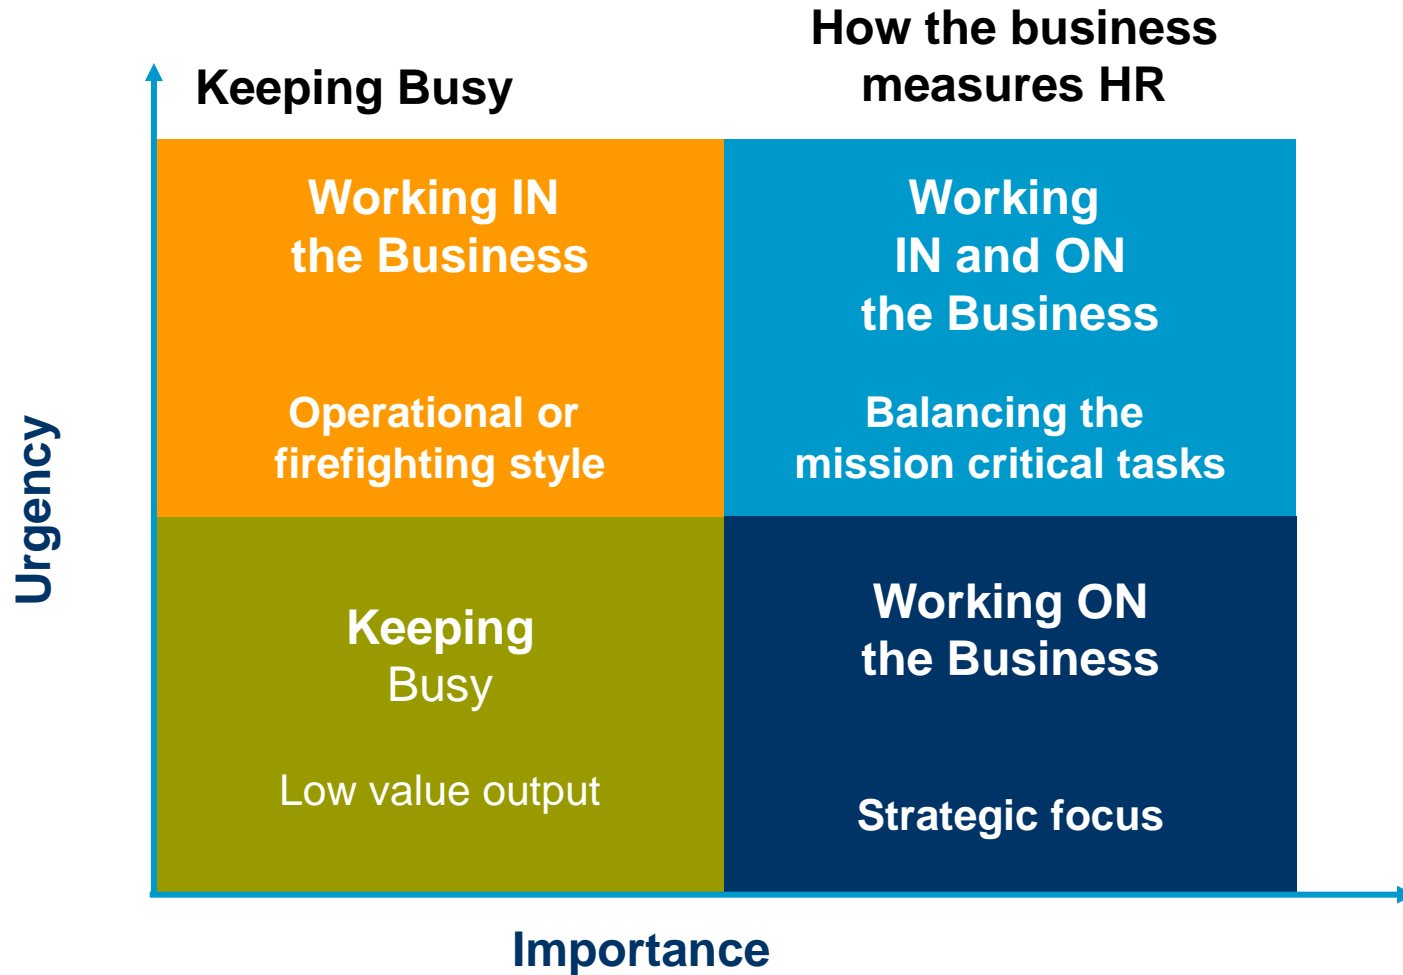 How the business
measures HR
Keeping Busy
Working IN
the Business
Operational or
firefighting style
Working
IN and ON
the Business
Balancing the
mission critical tasks
Urgency
Keeping
Busy
Low value output
Working ON
the Business
Strategic focus
Importance